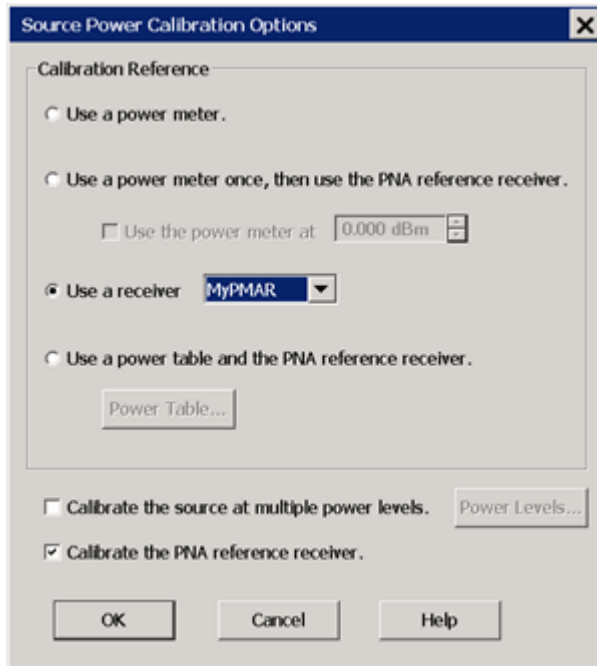 Source Power Calibration Options
Calibration Reference
Use a power meter.
Use a power meter once, then use the PNA reference receiver.
Use the power meter at 0.000 dBm
Use a receiver MyPMAR
Use a power table and the PNA reference receiver.
Power Table...
Calibrate the source at multiple power levels. Power Levels...
Calibrate the PNA reference receiver.
OK Cancel Help